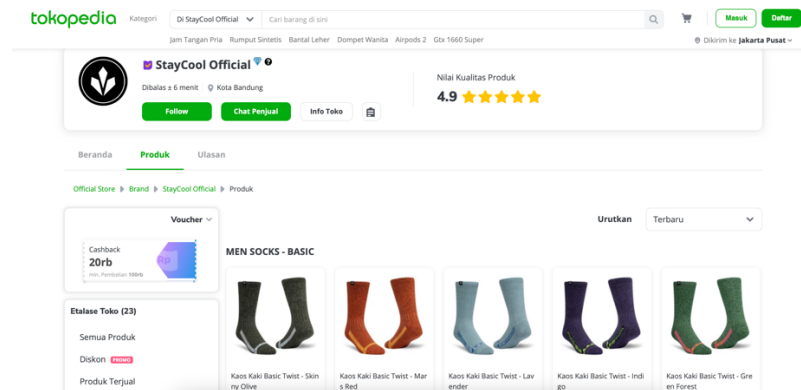 tokopedia
Kategori
Di StayCool Official
Cari barang di sini
Masuk
Daftar
Jam Tangan Pria Rumput Sintetis Bantal Leher Dompet Wanita Airpods 2 Gtx 1660 Super
Dikirim ke Jakarta Pusat
StayCool Official
Dibalas ± 6 menit
Kota Bandung
Follow
Chat Penjual
Info Toko
Nilai Kualitas Produk
4.9
Beranda
Produk
Ulasan
Official Store
Brand
StayCool Official
Produk
Voucher
Cashback
20rb
min. Pembelian 100rb
Rp
Etalase Toko (23)
Semua Produk
Diskon PROMO
Produk Terjual
Urutkan
Terbaru
MEN SOCKS - BASIC
Kaos Kaki Basic Twist - Skin
ny Olive
Kaos Kaki Basic Twist - Mar
s Red
Kaos Kaki Basic Twist - Lav
ender
Kaos Kaki Basic Twist - Indi
go
Kaos Kaki Basic Twist - Gre
en Forest